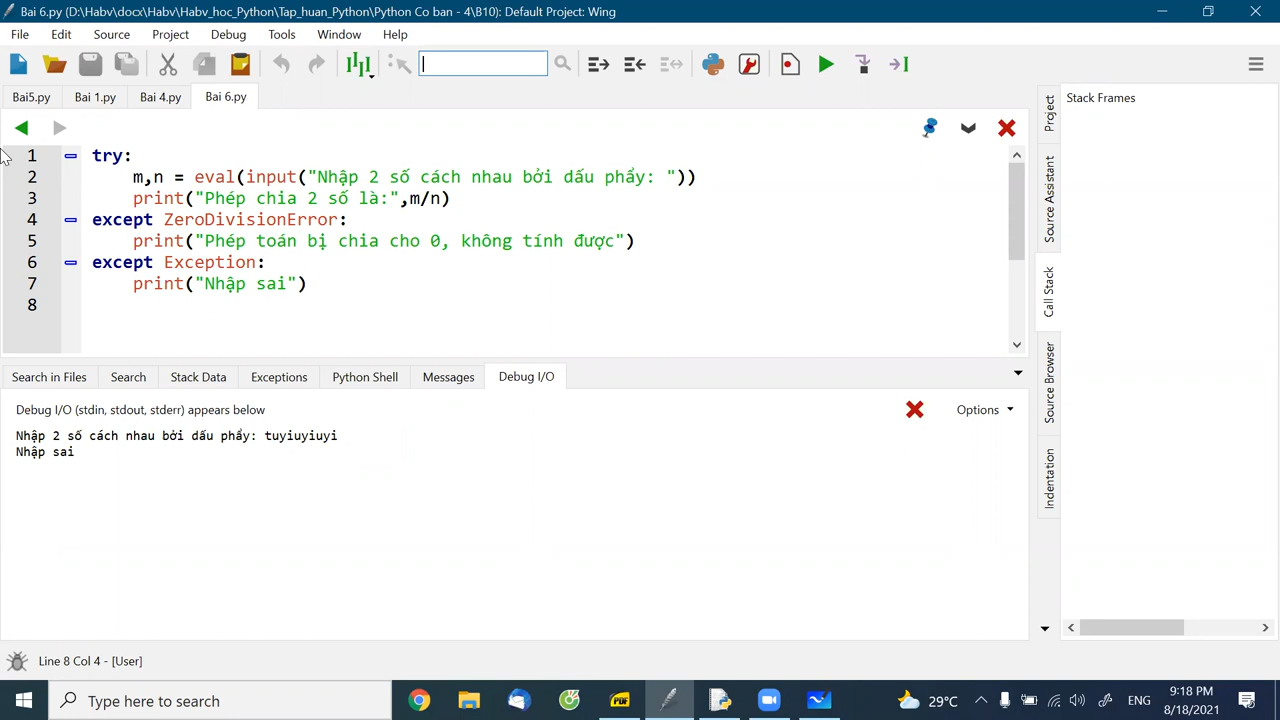 Bai 6.py (D:\Habv\docx\Habv\Habv_hoc_Python\Tap_huan_Python\Python Co ban - 4\B10): Default Project: Wing
File Edit Source Project Debug Tools Window Help
Bai5.py Bai 1.py Bai 4.py Bai 6.py
Stack Frames
1 try:
2 m,n = eval(input("Nhập 2 số cách nhau bởi dấu phẩy: "))
3 print("Phép chia 2 số là:",m/n)
4 except ZeroDivisionError:
5 print("Phép toán bị chia cho 0, không tính được")
6 except Exception:
7 print("Nhập sai")
8
Project
Source Assistant
Call Stack
Source Browser
Indentation
Search in Files Search Stack Data Exceptions Python Shell Messages Debug I/O
Debug I/O (stdin, stdout, stderr) appears below
Options
Nhập 2 số cách nhau bởi dấu phẩy: tuyiuyiuyi
Nhập sai
Line 8 Col 4 - [User]
Type here to search
PDF
29°C
ENG
9:18 PM
8/18/2021